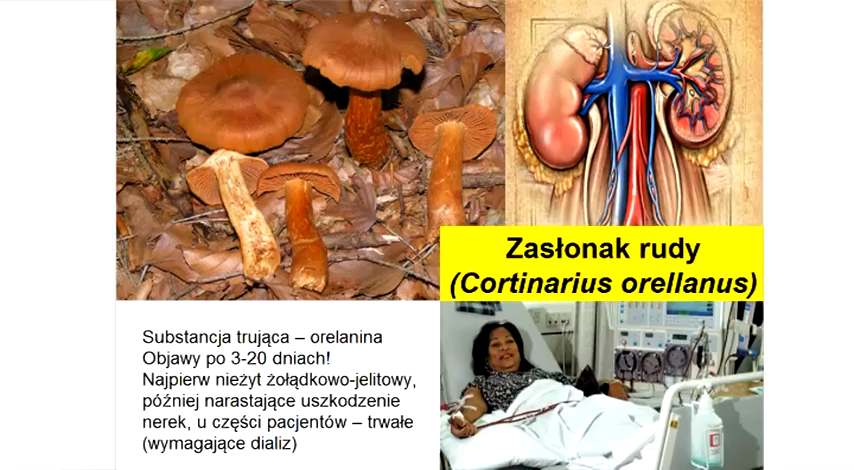 Zasłonak rudy
(Cortinarius orellanus)
Substancja trująca – orelanina
Objawy po 3-20 dniach!
Najpierw nieżyt żołądkowo-jelitowy,
później narastające uszkodzenie
nerek, u części pacjentów – trwałe
(wymagające dializ)